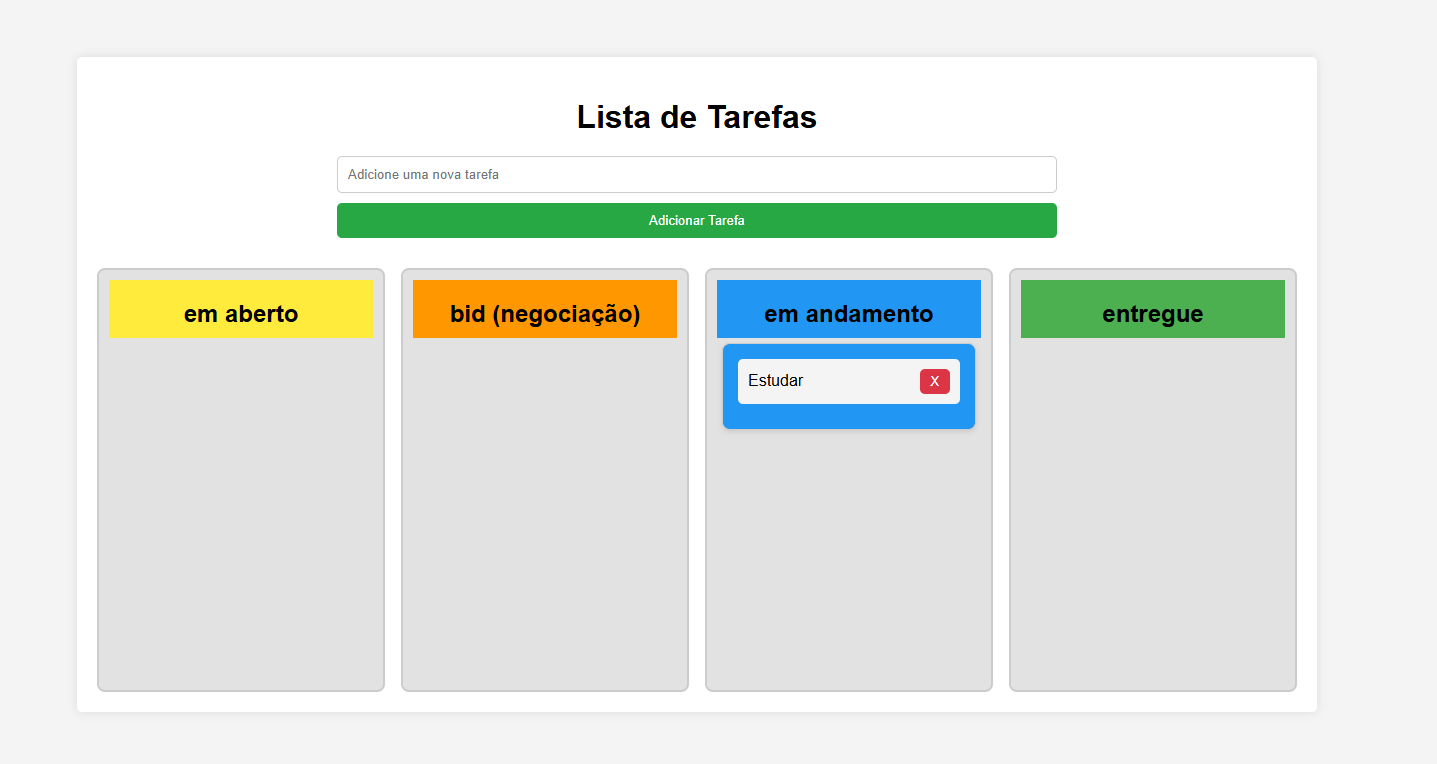 Lista de Tarefas
Adicione uma nova tarefa
Adicionar Tarefa
em aberto
bid (negociação)
em andamento
entregue
Estudar
X